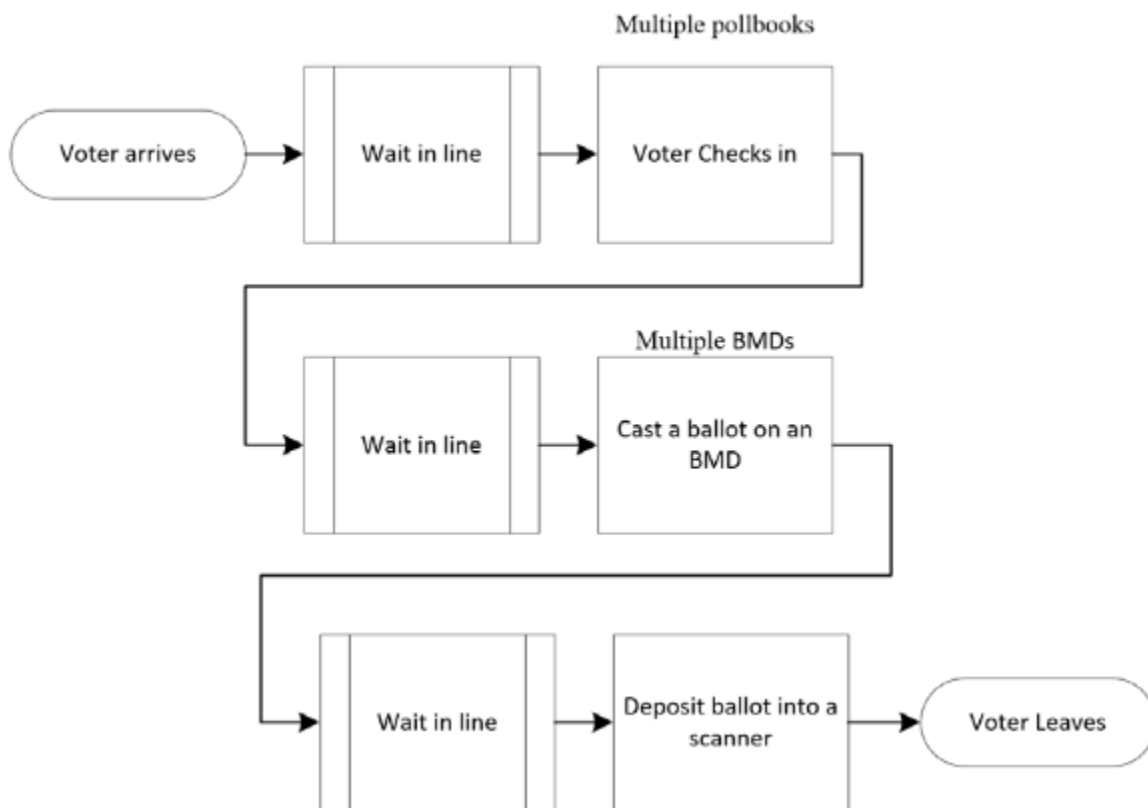 Multiple pollbooks
Voter arrives
Wait in line
Voter Checks in
Multiple BMDs
Wait in line
Cast a ballot on an
BMD
Wait in line
Deposit ballot into a
scanner
Voter Leaves